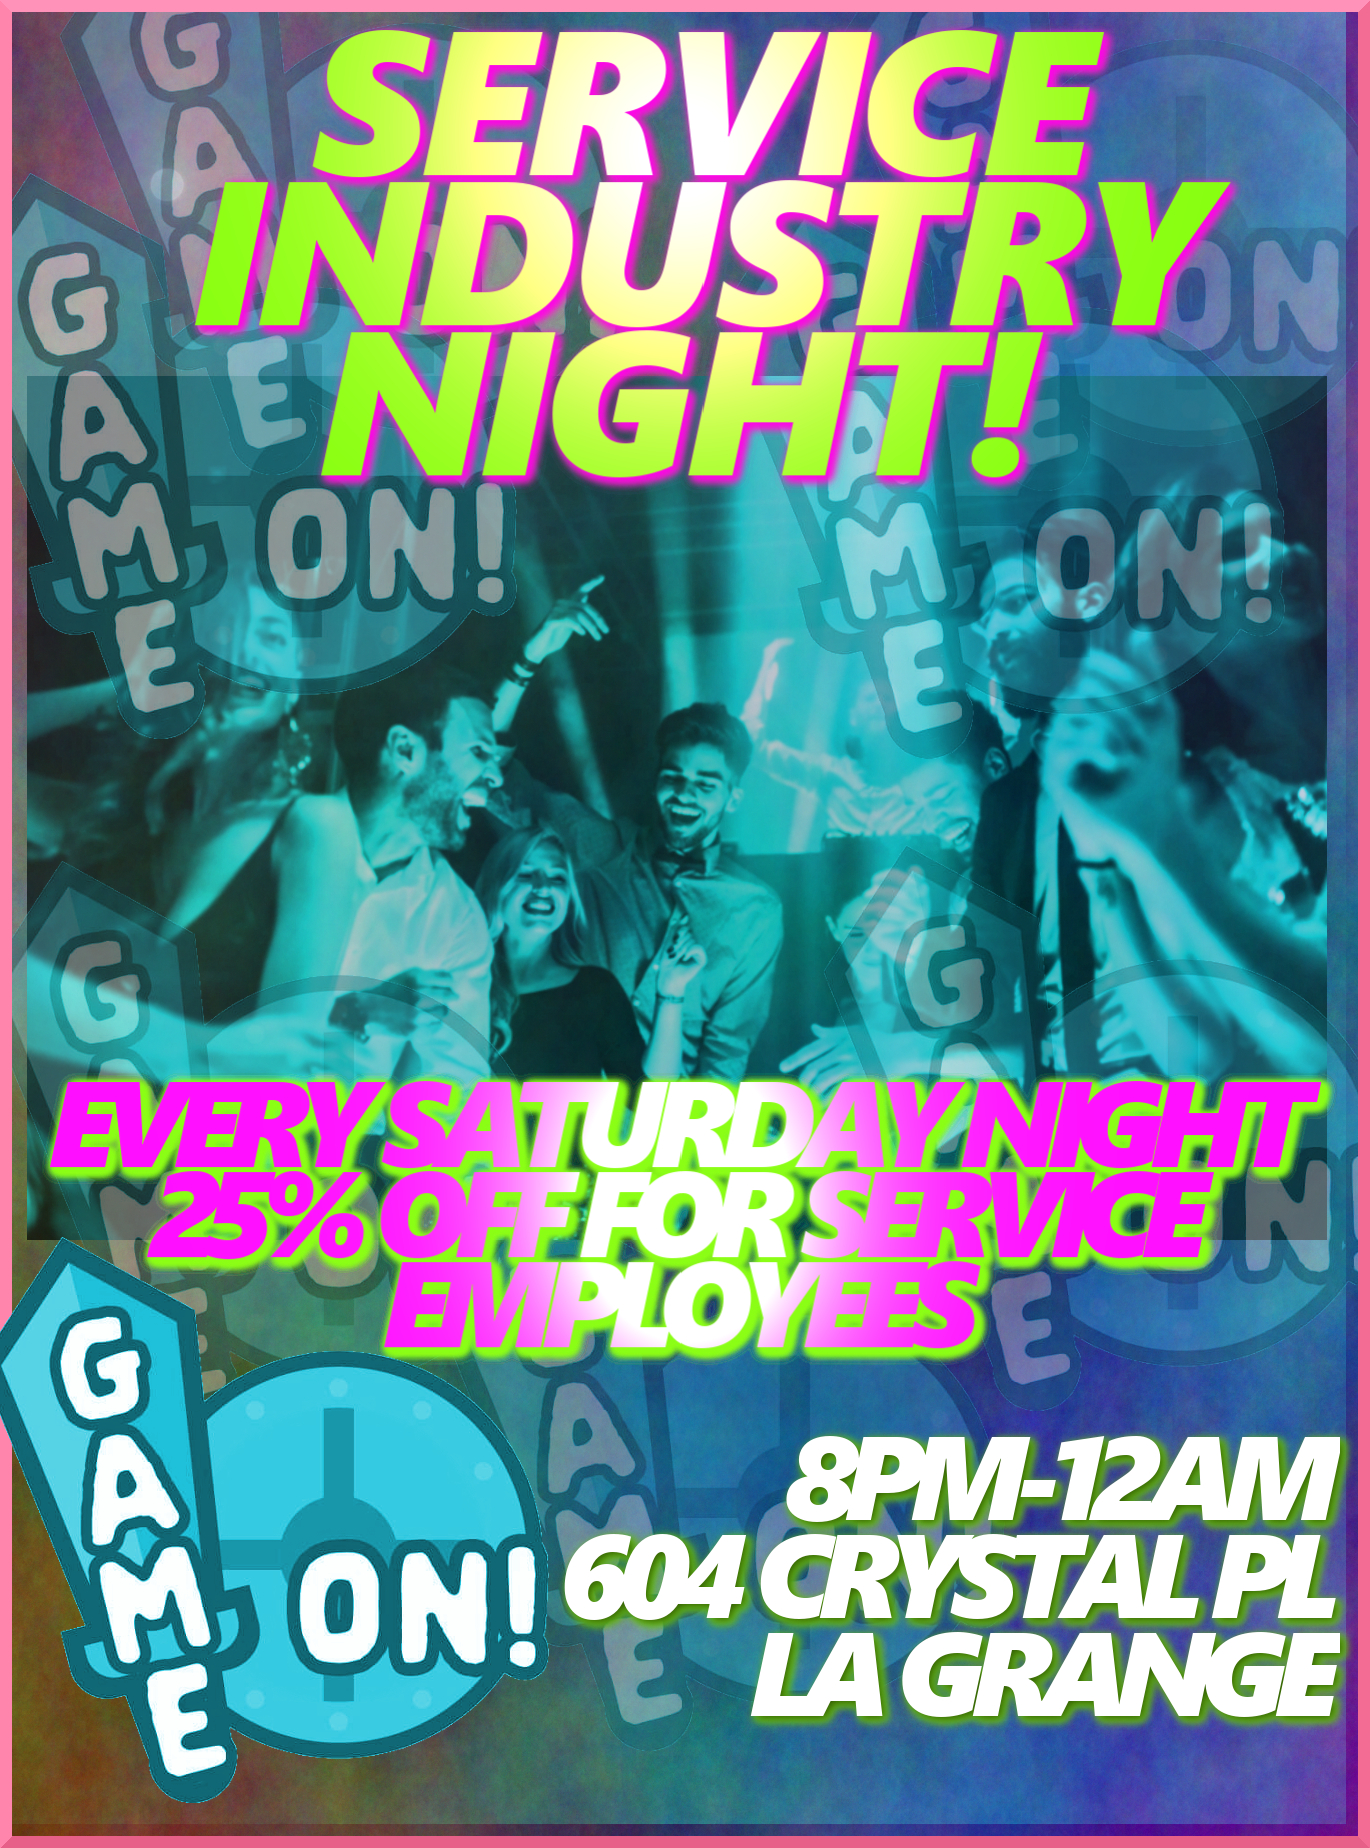 SERVICE
INDUSTRY
NIGHT!
EVERY SATURDAY NIGHT
25% OFF FOR SERVICE
EMPLOYEES
GAME
ON!
8PM-12AM
604 CRYSTAL PL
LA GRANGE